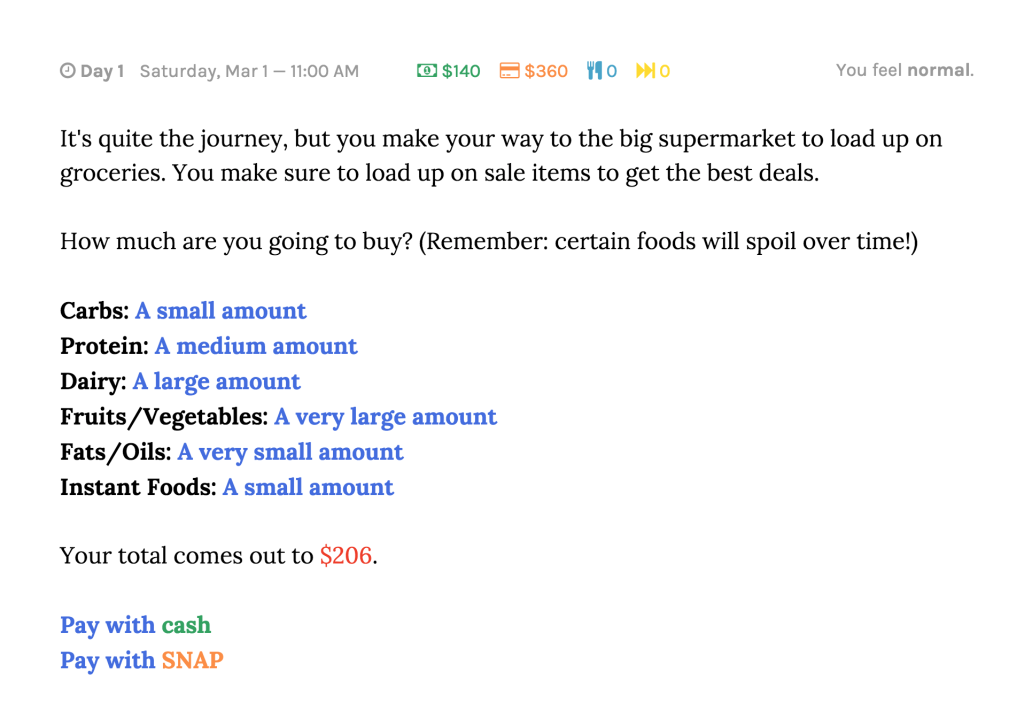 Day 1 Saturday, Mar 1 — 11:00 AM $140 $360 0 0 You feel normal.
It's quite the journey, but you make your way to the big supermarket to load up on
groceries. You make sure to load up on sale items to get the best deals.
How much are you going to buy? (Remember: certain foods will spoil over time!)
Carbs: A small amount
Protein: A medium amount
Dairy: A large amount
Fruits/Vegetables: A very large amount
Fats/Oils: A very small amount
Instant Foods: A small amount
Your total comes out to $206.
Pay with cash
Pay with SNAP